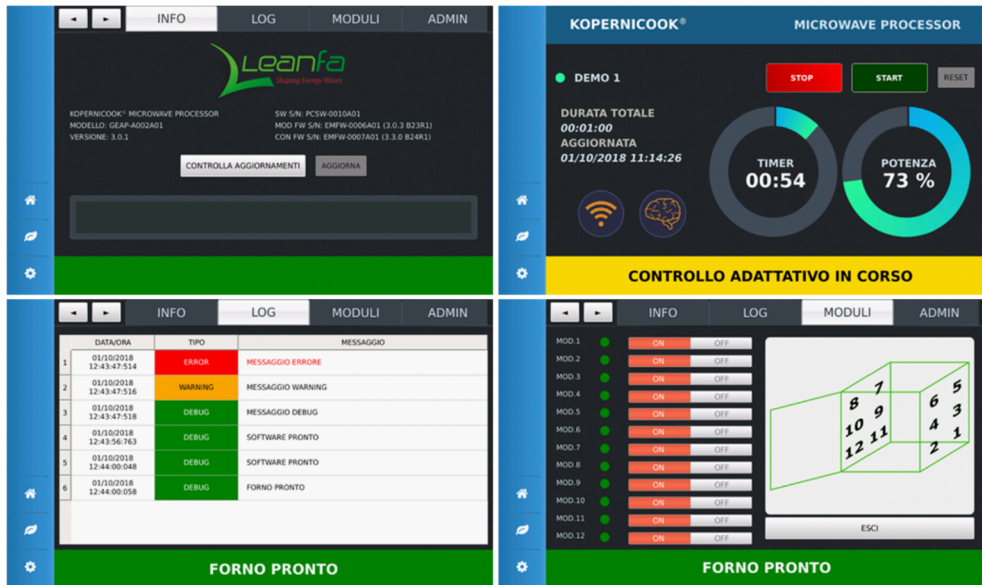 INFO LOG MODULI ADMIN
Leanfa
Shaping Energy Waves
KOPERNICOOK® MICROWAVE PROCESSOR
MODELLO: GEAP-A002A01
VERSIONE: 3.0.1
SW S/N: PCSW-0010A01
MOD FW S/N: EMFW-0006A01 (3.0.3 B23R1)
CON FW S/N: EMFW-0007A01 (3.3.0 B24R1)
CONTROLLA AGGIORNAMENTI AGGIORNA
KOPERNICOOK® MICROWAVE PROCESSOR
DEMO 1 STOP START RESET
DURATA TOTALE
00:01:00
AGGIORNATA
01/10/2018 11:14:26
TIMER
00:54
POTENZA
73 %
CONTROLLO ADATTATIVO IN CORSO
INFO LOG MODULI ADMIN
DATA/ORA TIPO MESSAGGIO
1 01/10/2018 12:43:47:514 ERROR MESSAGGIO ERRORE
2 01/10/2018 12:43:47:516 WARNING MESSAGGIO WARNING
3 01/10/2018 12:43:47:518 DEBUG MESSAGGIO DEBUG
4 01/10/2018 12:43:56:763 DEBUG SOFTWARE PRONTO
5 01/10/2018 12:44:00:048 DEBUG SOFTWARE PRONTO
6 01/10/2018 12:44:00:058 DEBUG FORNO PRONTO
FORNO PRONTO
INFO LOG MODULI ADMIN
MOD.1 ON OFF
MOD.2 ON OFF
MOD.3 ON OFF
MOD.4 ON OFF
MOD.5 ON OFF
MOD.6 ON OFF
MOD.7 ON OFF
MOD.8 ON OFF
MOD.9 ON OFF
MOD.10 ON OFF
MOD.11 ON OFF
MOD.12 ON OFF
8 7 6 5
10 9 4 3
12 11 2 1
ESCI
FORNO PRONTO